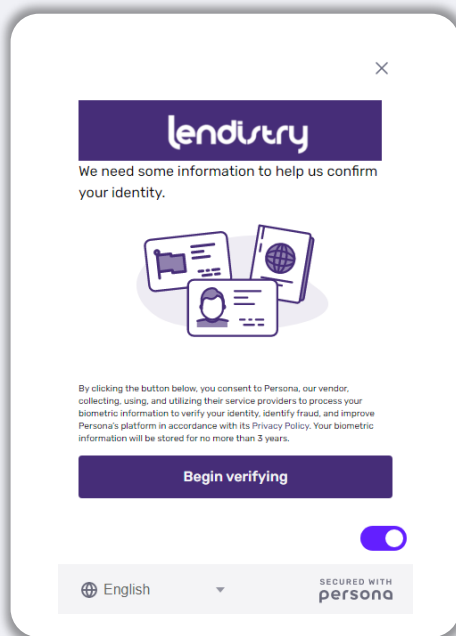 lendistry
We need some information to help us confirm
your identity.
By clicking the button below, you consent to Persona, our vendor,
collecting, using, and utilizing their service providers to process your
biometric information to verify your identity, identify fraud, and improve
Persona's platform in accordance with its Privacy Policy. Your biometric
information will be stored for no more than 3 years.
Begin verifying
English
SECURED WITH
persona